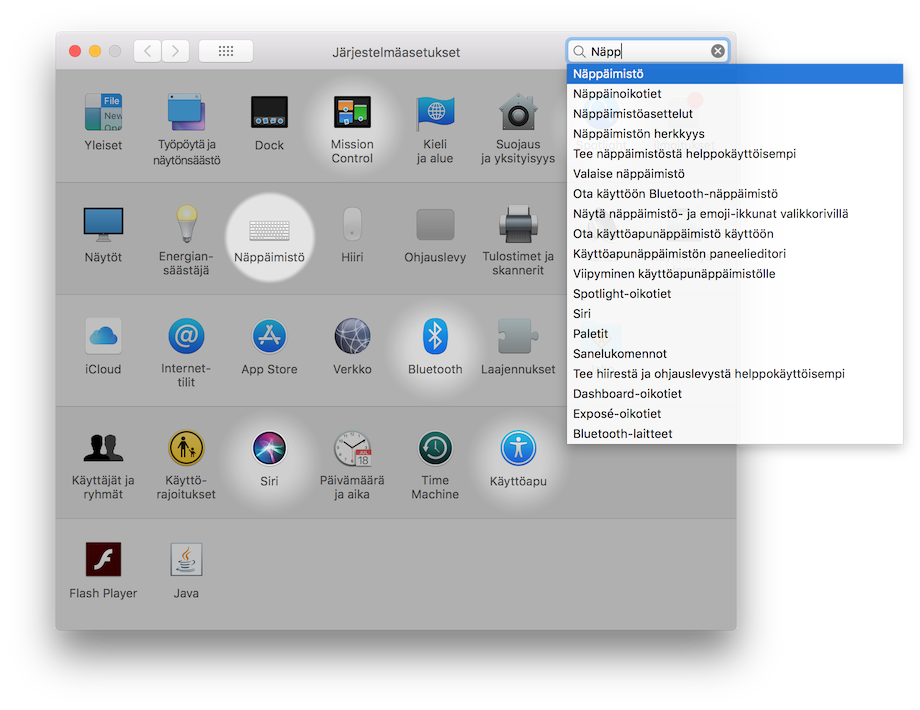 Järjestelmäasetukset
Näpp
Näppäimistö
Näppäinoikotiet
Näppäimistöasettelut
Näppäimistön herkkyys
Tee näppäimistöstä helppokäyttöisempi
Valaise näppäimistö
Ota käyttöön Bluetooth-näppäimistö
Näytä näppäimistö- ja emoji-ikkunat valikkorivillä
Ota käyttöapunäppäimistö käyttöön
Käyttöapunäppäimistön paneelieditori
Viipyminen käyttöapunäppäimistölle
Spotlight-oikotiet
Siri
Paletit
Sanelukomennot
Tee hiirestä ja ohjauslevystä helppokäyttöisempi
Dashboard-oikotiet
Exposé-oikotiet
Bluetooth-laitteet
File
New
Yleiset
Työpöytä ja
näytönsäästö
Dock
Mission
Control
Kieli
ja alue
Suojaus
ja yksityisyys
Näytöt
Energian-
säästäjä
Näppäimistö
Hiiri
Ohjauslevy
Tulostimet ja
skannerit
iCloud
Internet-
tilit
App Store
Verkko
Bluetooth
Laajennukset
Käyttäjät ja
ryhmät
Käyttö-
rajoitukset
Siri
JUL
18
Päivämäärä
ja aika
Time
Machine
Käyttöapu
Flash Player
Java